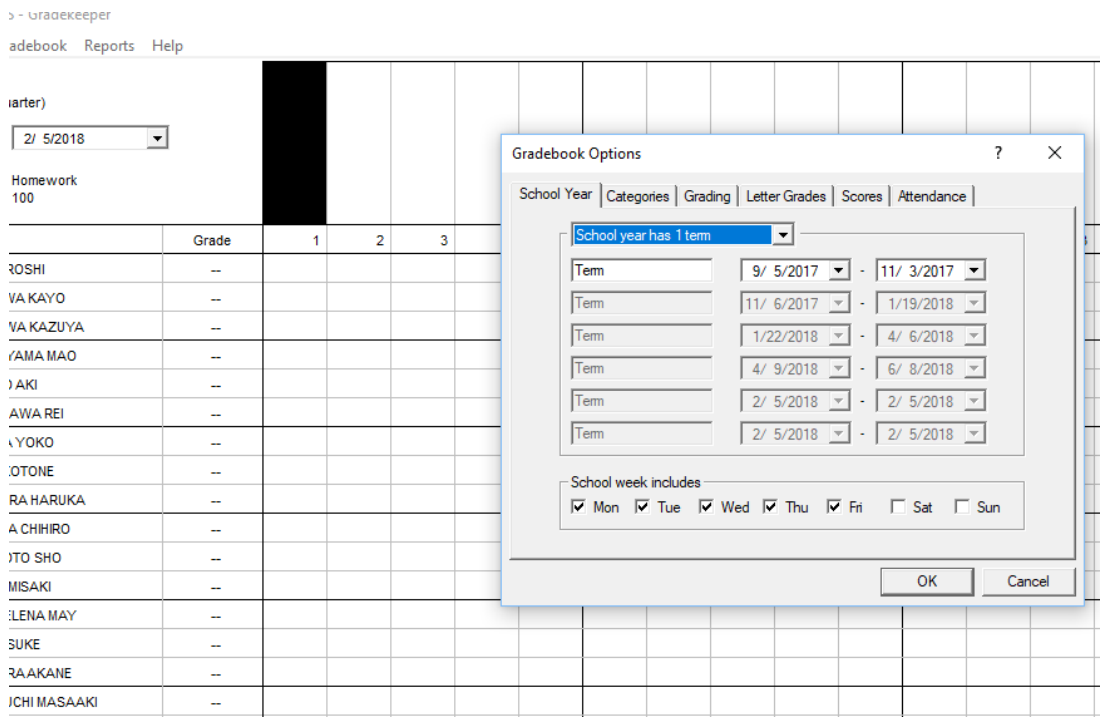 5 - Gradekeeper
adebook Reports Help
arter)
2/ 5/2018
Homework
100
Grade 1 2 3
ROSHI --
WA KAYO --
WA KAZUYA --
YAMA MAO --
O AKI --
AWA REI --
A YOKO --
KOTONE --
RA HARUKA --
A CHIHIRO --
OTO SHO --
MISAKI --
ELENA MAY --
SUKE --
RA AKANE --
UCHI MASAAKI --
Gradebook Options ?
School Year Categories Grading Letter Grades Scores Attendance
School year has 1 term
Term 9/ 5/2017 - 11/ 3/2017
Term 11/ 6/2017 - 1/19/2018
Term 1/22/2018 - 4/ 6/2018
Term 4/ 9/2018 - 6/ 8/2018
Term 2/ 5/2018 - 2/ 5/2018
Term 2/ 5/2018 - 2/ 5/2018
School week includes
Mon Tue Wed Thu Fri Sat Sun
OK Cancel